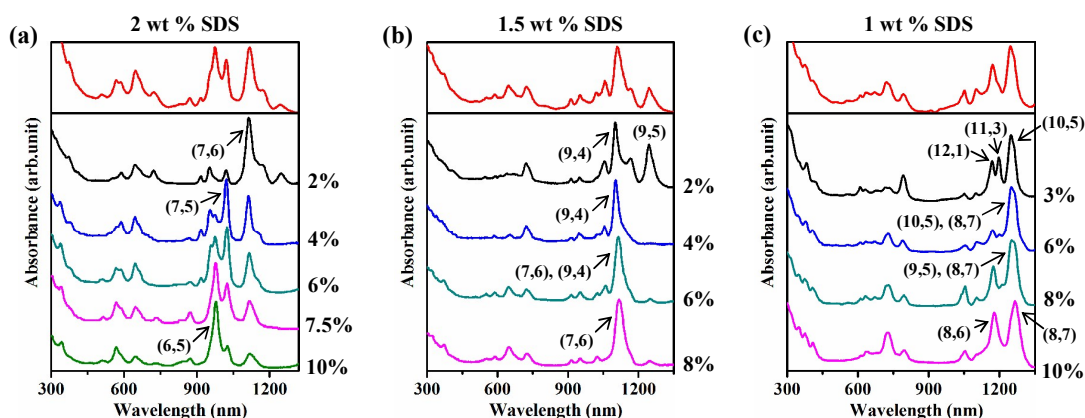 2 wt % SDS
1.5 wt % SDS
1 wt % SDS
(a)
(b)
(c)
Absorbance (arb.unit)
(7,6)
2%
(7,5)
4%
6%
7.5%
(6,5)
10%
300 600 900 1200
Wavelength (nm)
Absorbance (arb.unit)
(9,5)
(9,4)
2%
(9,4)
4%
(7,6), (9,4)
6%
(7,6)
8%
300 600 900 1200
Wavelength (nm)
Absorbance (arb.unit)
(11,3)
(10,5)
(12,1)
3%
(10,5), (8,7)
6%
(9,5), (8,7)
8%
(8,6)
(8,7)
10%
300 600 900 1200
Wavelength (nm)